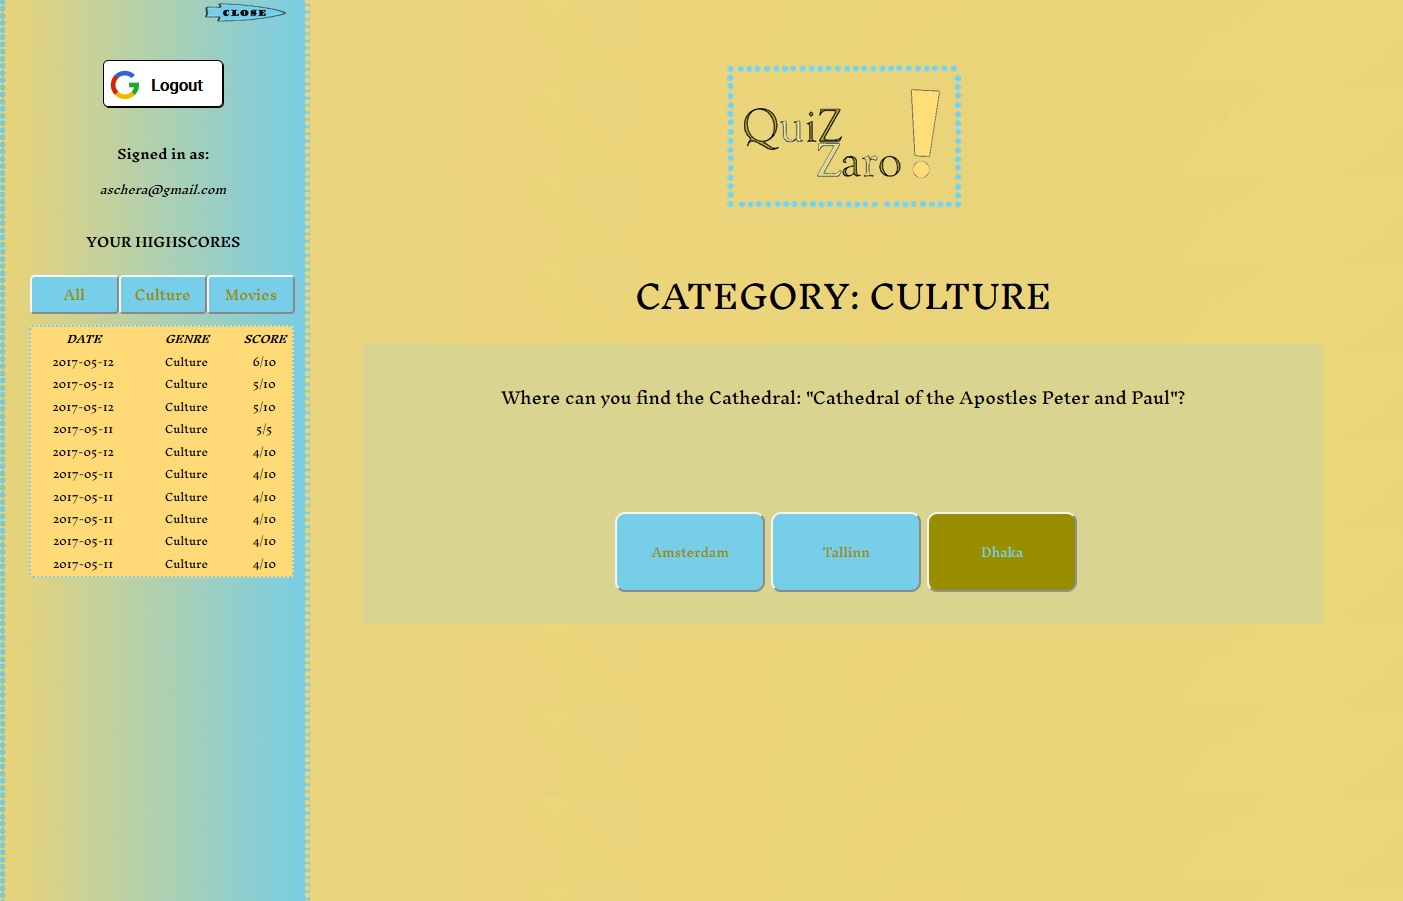 CLOSE
Logout
Signed in as:
aschera@gmail.com
YOUR HIGHSCORES
All Culture Movies
DATE GENRE SCORE
2017-05-12 Culture 6/10
2017-05-12 Culture 5/10
2017-05-12 Culture 5/10
2017-05-11 Culture 5/5
2017-05-12 Culture 4/10
2017-05-11 Culture 4/10
2017-05-11 Culture 4/10
2017-05-11 Culture 4/10
2017-05-11 Culture 4/10
2017-05-11 Culture 4/10
QuiZ
Zaro !
CATEGORY: CULTURE
Where can you find the Cathedral: "Cathedral of the Apostles Peter and Paul"?
Amsterdam Tallinn Dhaka